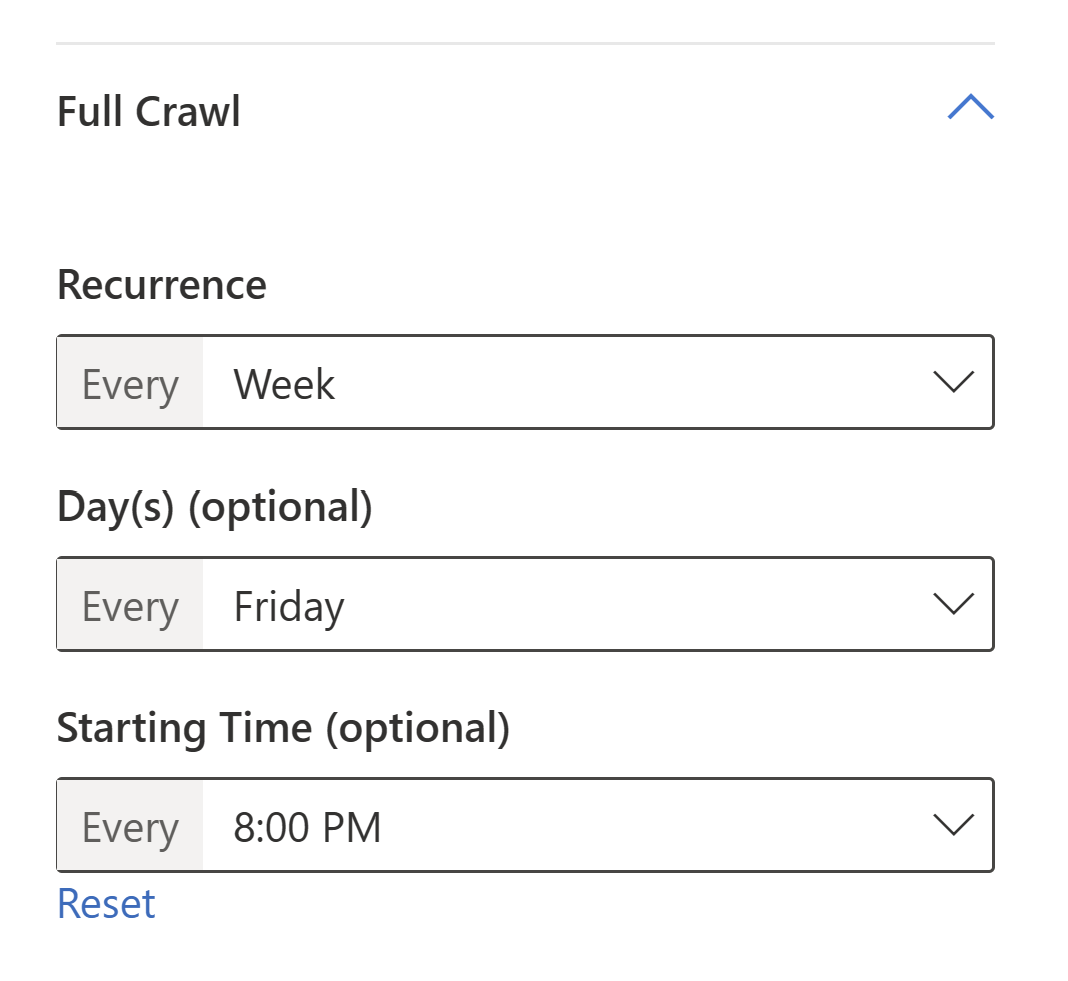 Full Crawl
Recurrence
Every Week
Day(s) (optional)
Every Friday
Starting Time (optional)
Every 8:00 PM
Reset